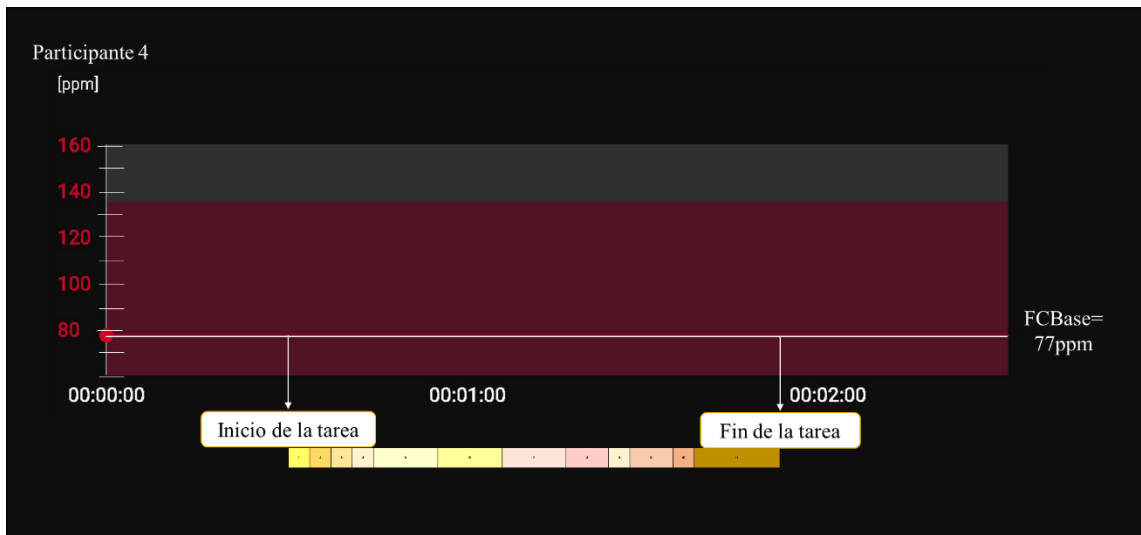 Participante 4
[ppm]
160
140
120
100
80
FCBase=
77ppm
00:00:00 00:01:00 00:02:00
Inicio de la tarea Fin de la tarea